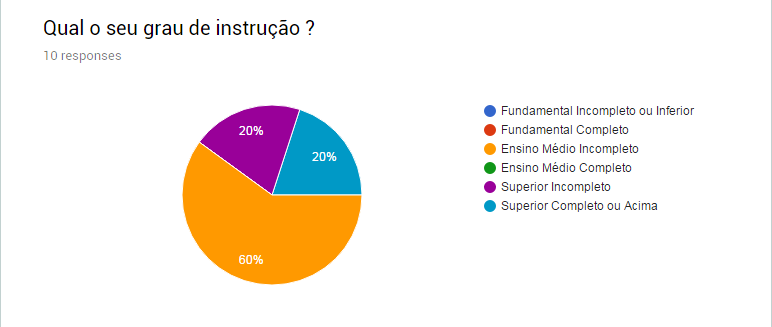 Qual o seu grau de instrução ?
10 responses
20%
20%
60%
Fundamental Incompleto ou Inferior
Fundamental Completo
Ensino Médio Incompleto
Ensino Médio Completo
Superior Incompleto
Superior Completo ou Acima